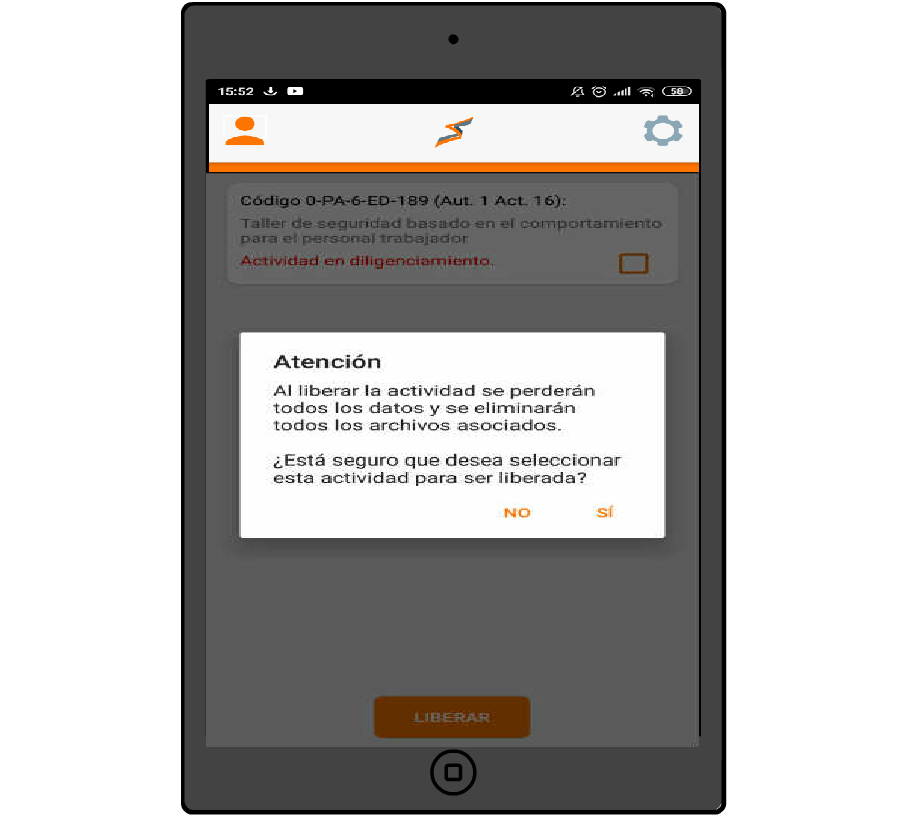 15:52
58
Código 0-PA-6-ED-189 (Aut. 1 Act. 16):
Taller de seguridad basado en el comportamiento
para el personal trabajador
Actividad en diligenciamiento.
Atención
Al liberar la actividad se perderán
todos los datos y se eliminarán
todos los archivos asociados.
¿Está seguro que desea seleccionar
esta actividad para ser liberada?
NO SÍ
LIBERAR